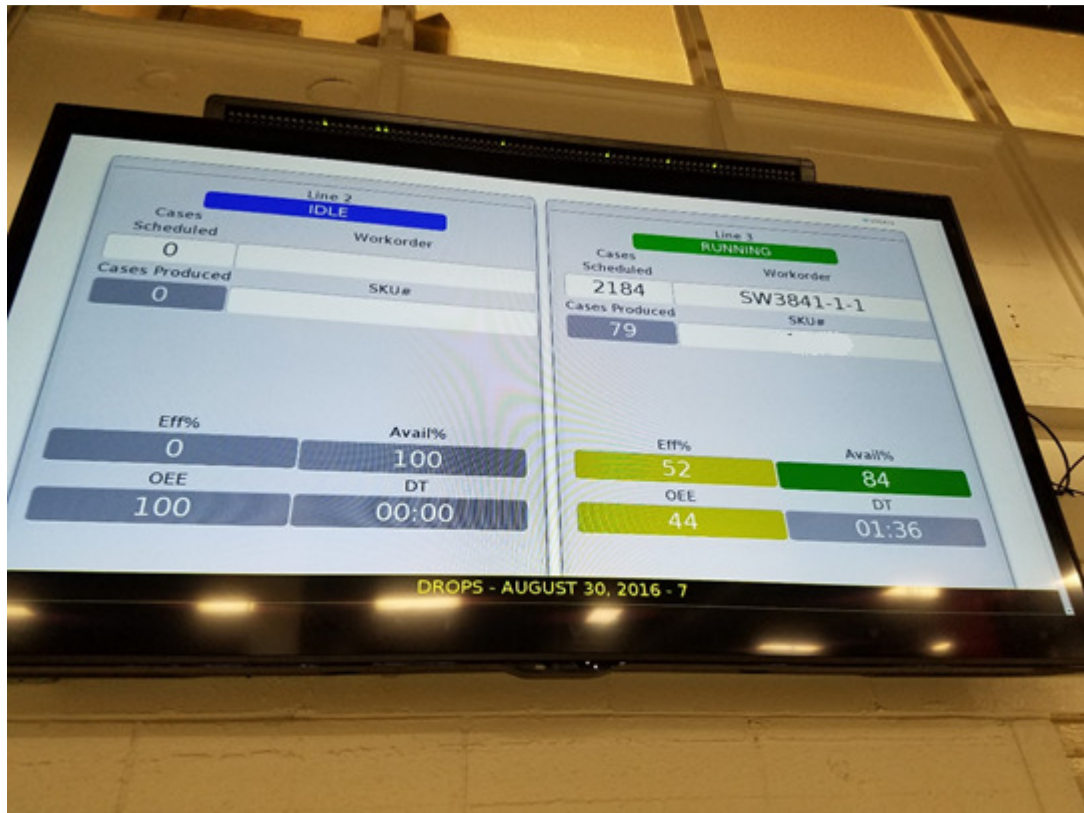 Line 2
IDLE
Cases Scheduled
Workorder
0
Cases Produced
SKU#
0
Eff%
Avail%
0
100
OEE
DT
100
00:00
Line 3
RUNNING
Cases Scheduled
Workorder
2184
SW3841-1-1
Cases Produced
SKU#
79
Eff%
Avail%
52
84
OEE
DT
44
01:36
DROPS - AUGUST 30, 2016 - 7